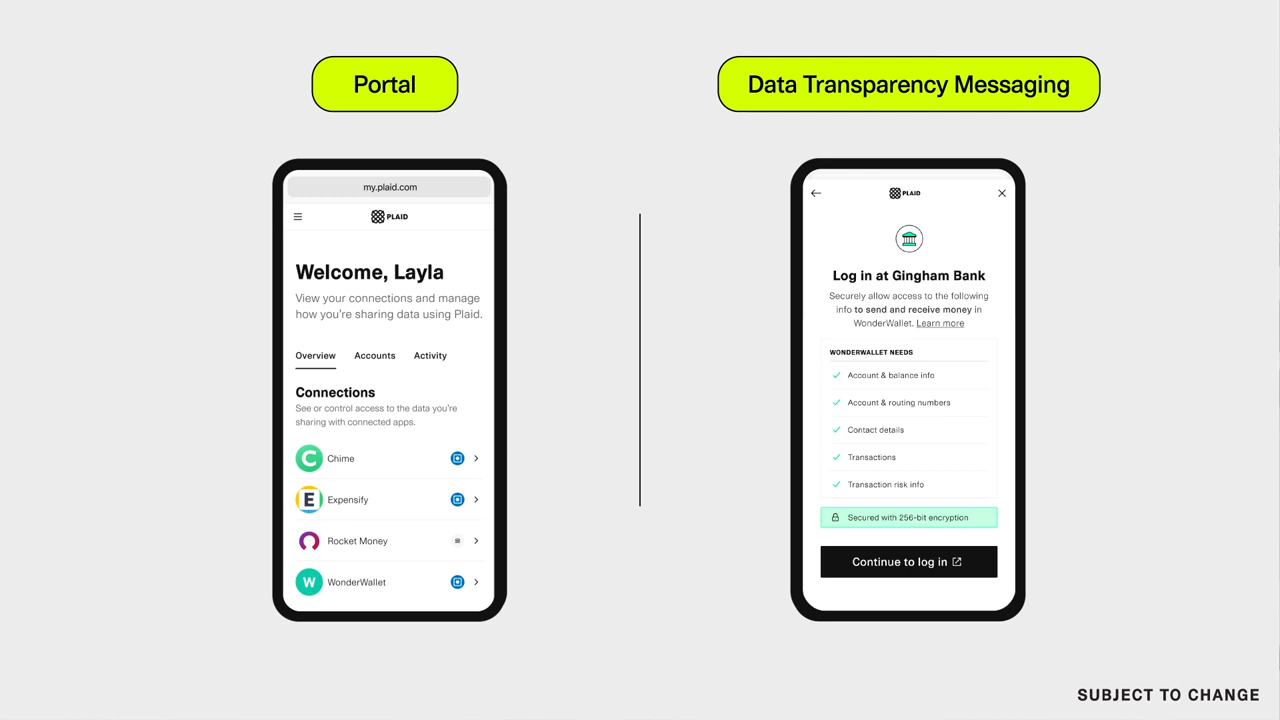 Portal
my.plaid.com
PLAID
Welcome, Layla
View your connections and manage
how you're sharing data using Plaid.
Overview Accounts Activity
Connections
See or control access to the data you're
sharing with connected apps.
C Chime
E Expensify
Rocket Money
W WonderWallet
Data Transparency Messaging
PLAID
Log in at Gingham Bank
Securely allow access to the following
info to send and receive money in
WonderWallet. Learn more
WONDERWALLET NEEDS
Account & balance info
Account & routing numbers
Contact details
Transactions
Transaction risk info
Secured with 256-bit encryption
Continue to log in
SUBJECT TO CHANGE